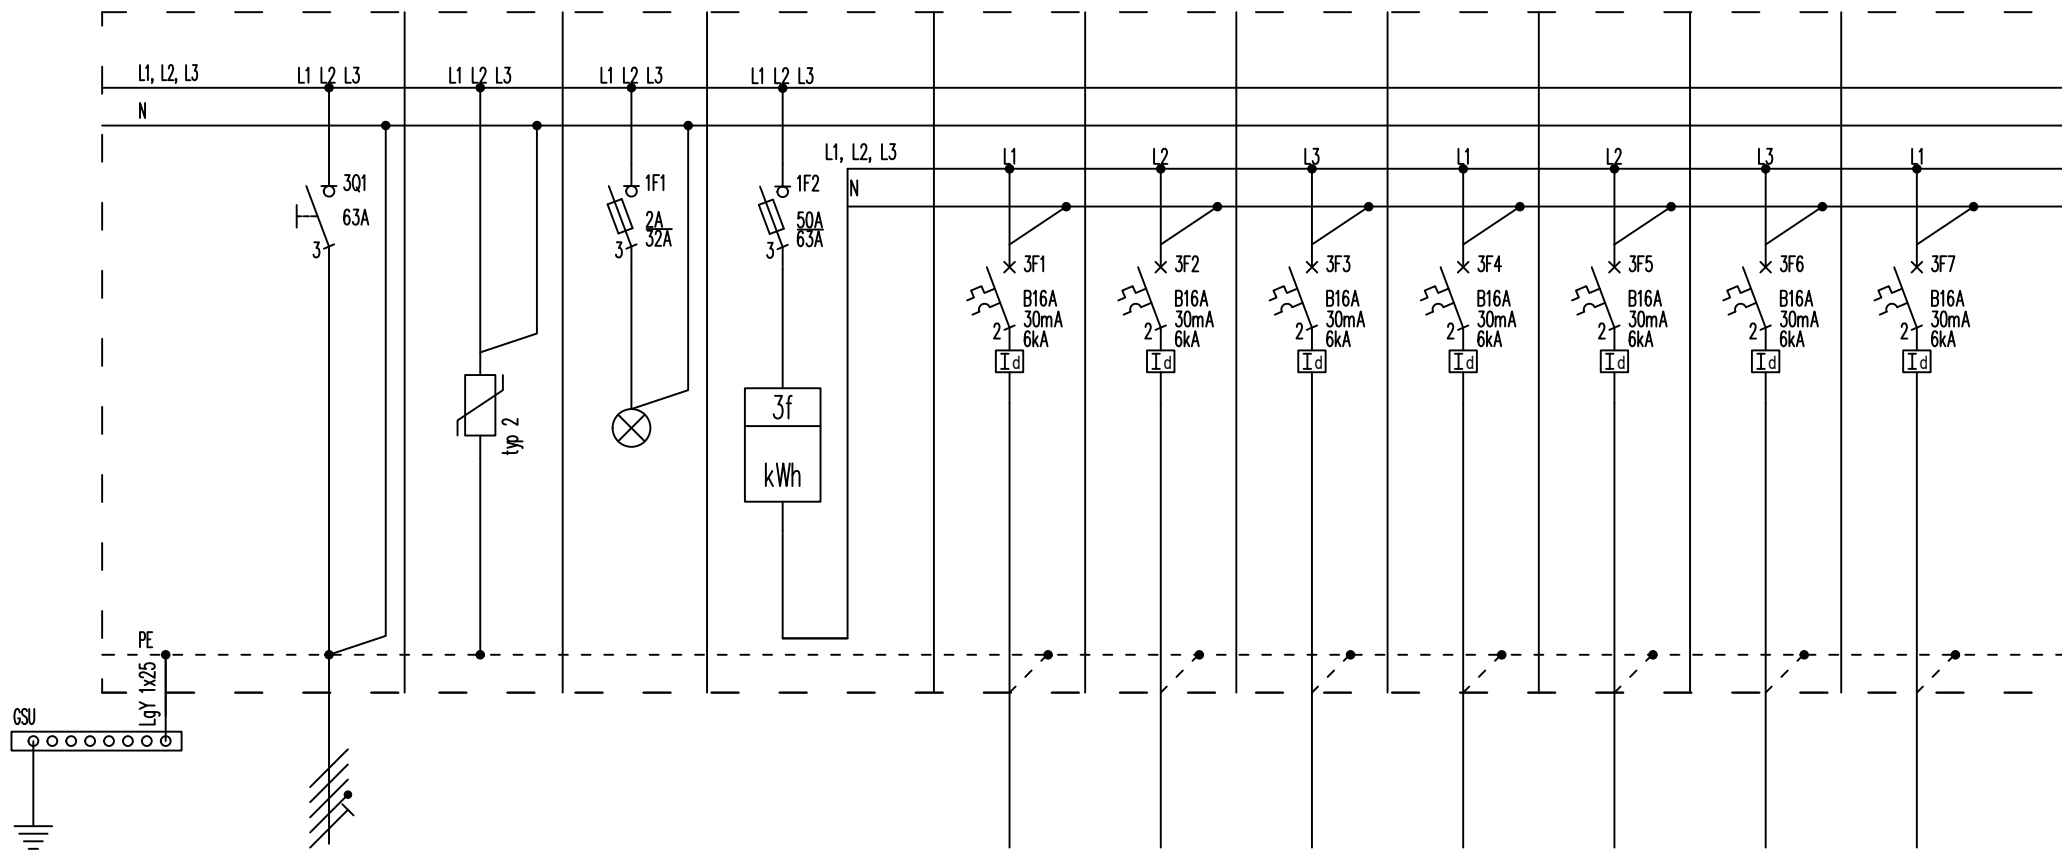 L1, L2, L3
L1 L2 L3
L1 L2 L3
L1 L2 L3
L1 L2 L3
N
L1, L2, L3
N
L1
L2
L3
L1
L2
L3
L1
3Q1
63A
3
1F1
2A
32A
3
1F2
50A
63A
3
3F1
B16A
30mA
6kA
2
Id
3F2
B16A
30mA
6kA
2
Id
3F3
B16A
30mA
6kA
2
Id
3F4
B16A
30mA
6kA
2
Id
3F5
B16A
30mA
6kA
2
Id
3F6
B16A
30mA
6kA
2
Id
3F7
B16A
30mA
6kA
2
Id
typ 2
3f
kWh
PE
LgY 1x25
GSU